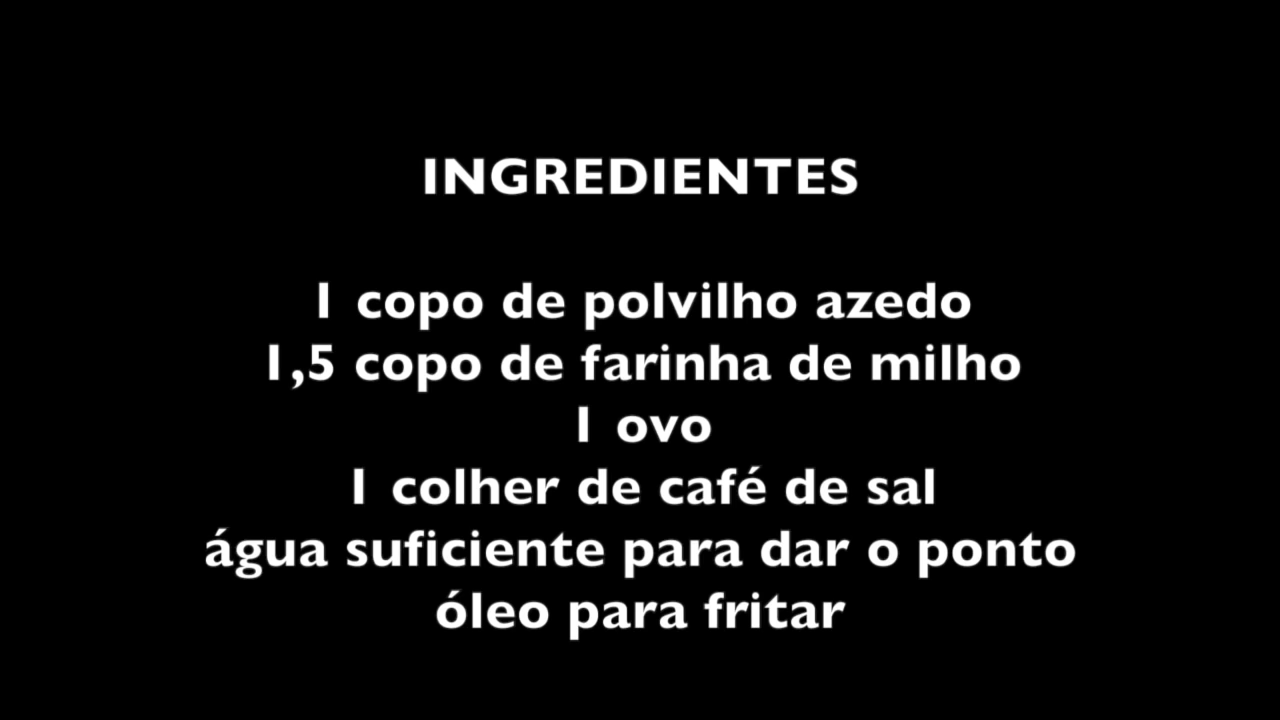 INGREDIENTES
1 copo de polvilho azedo
1,5 copo de farinha de milho
1 ovo
1 colher de café de sal
água suficiente para dar o ponto
óleo para fritar